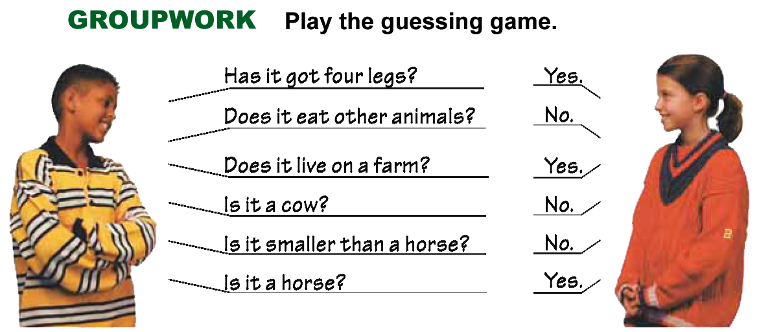 GROUPWORK Play the guessing game.
Has it got four legs? Yes.
Does it eat other animals? No.
Does it live on a farm? Yes.
Is it a cow? No.
Is it smaller than a horse? No.
Is it a horse? Yes.